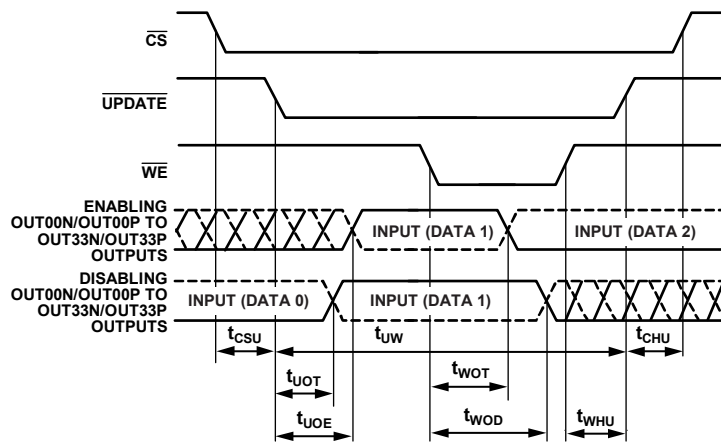 CS
UPDATE
WE
ENABLING
OUT00N/OUT00P TO
OUT33N/OUT33P
OUTPUTS
INPUT (DATA 1)
INPUT (DATA 2)
DISABLING
OUT00N/OUT00P TO
OUT33N/OUT33P
OUTPUTS
INPUT (DATA 0)
INPUT (DATA 1)
tCSU
tUW
tCHU
tUOT
tWOT
tUOE
tWOD
tWHU